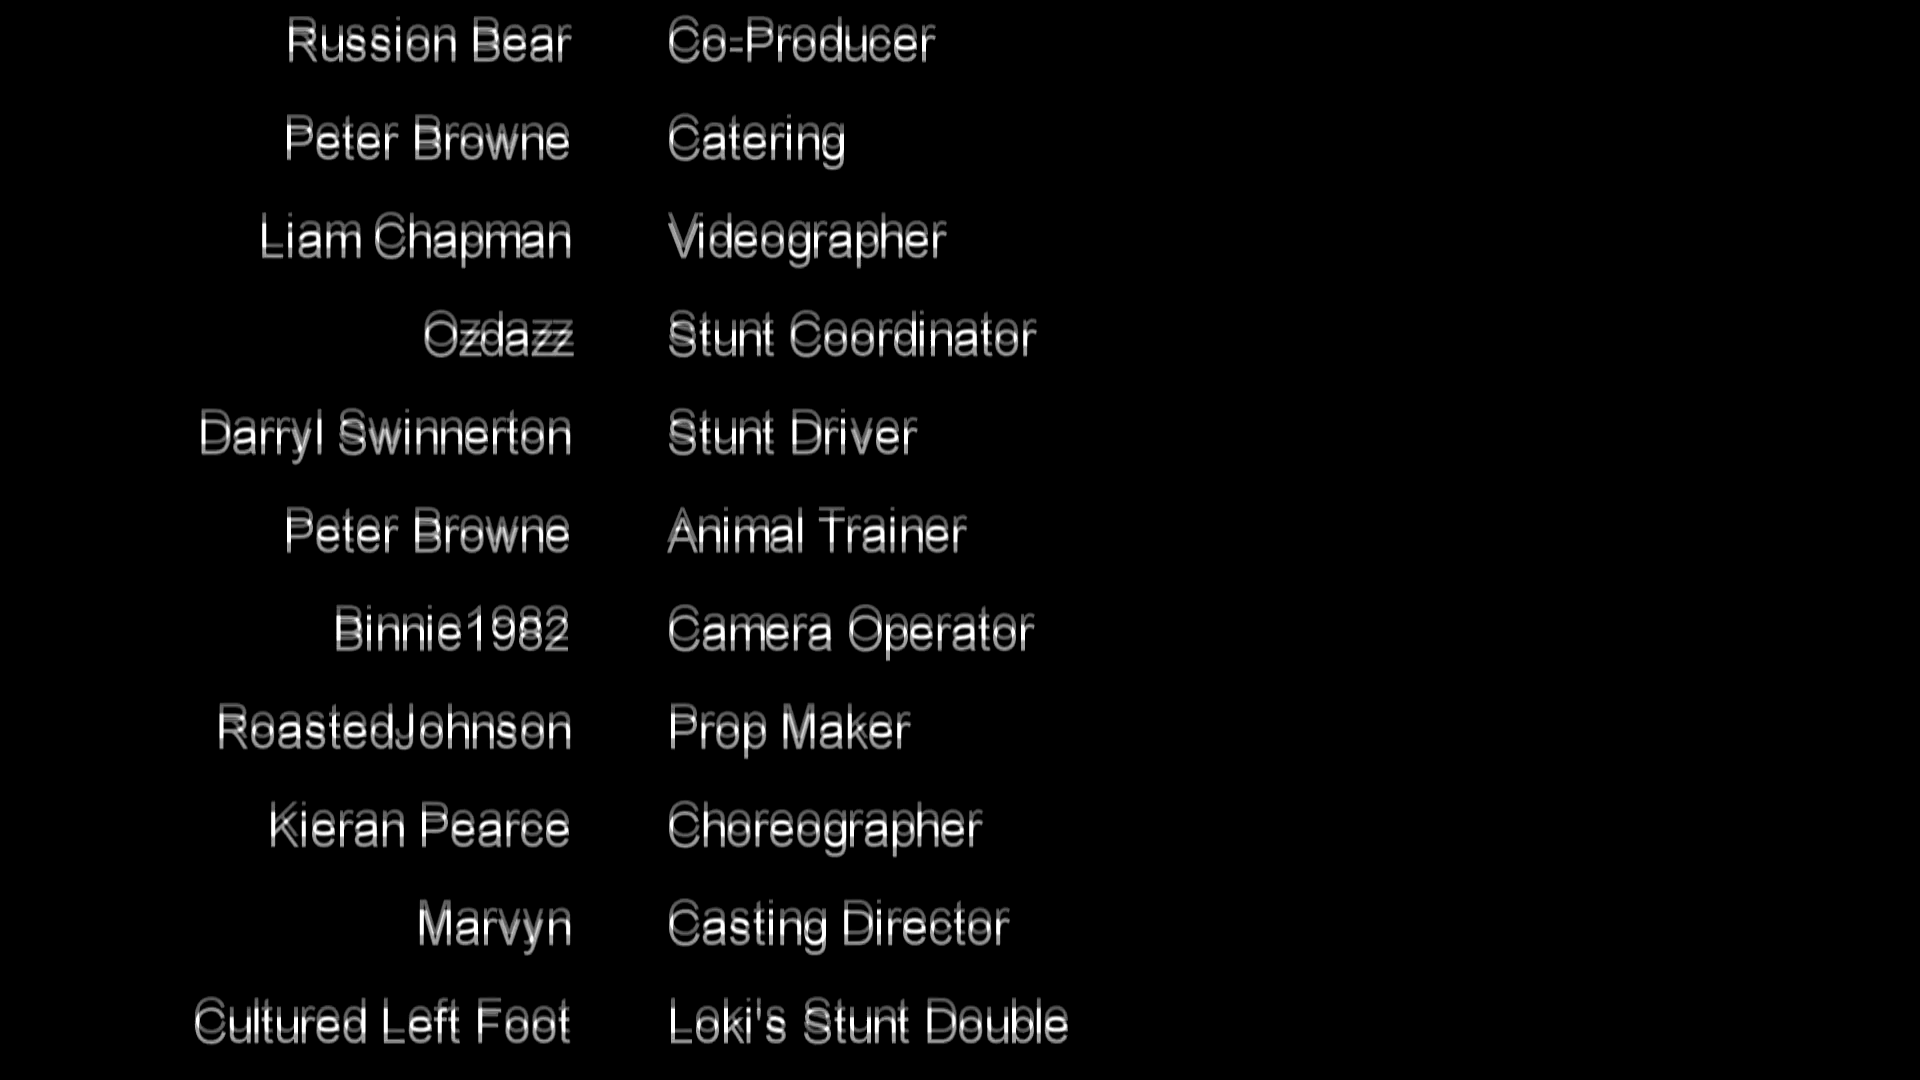 Russion Bear Co-Producer
Peter Browne Catering
Liam Chapman Videographer
Ozdazz Stunt Coordinator
Darryl Swinnerton Stunt Driver
Peter Browne Animal Trainer
Binnie1982 Camera Operator
RoastedJohnson Prop Maker
Kieran Pearce Choreographer
Marvyn Casting Director
Cultured Left Foot Loki's Stunt Double